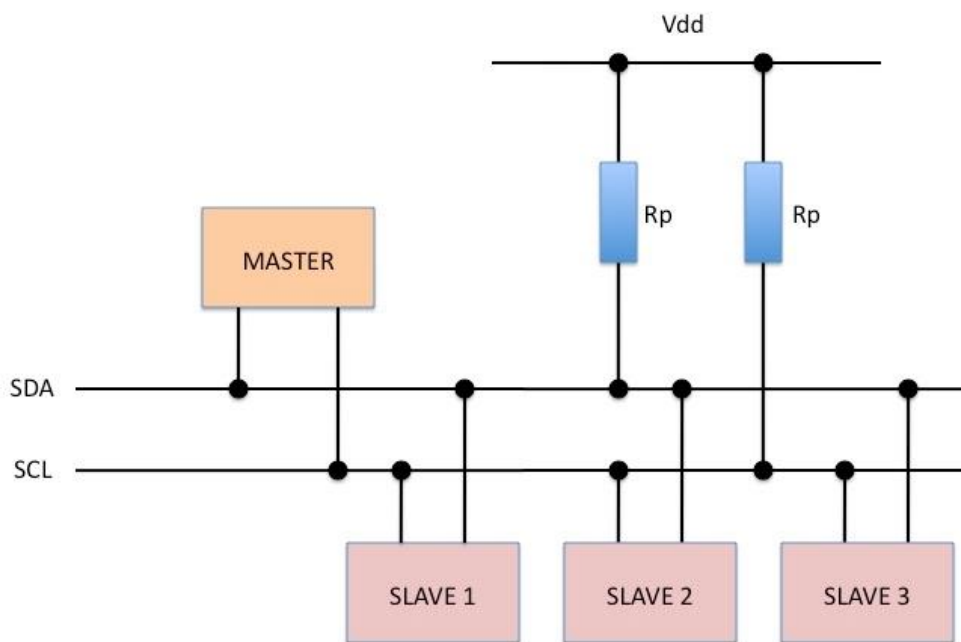 Vdd
Rp
Rp
MASTER
SDA
SCL
SLAVE 1
SLAVE 2
SLAVE 3